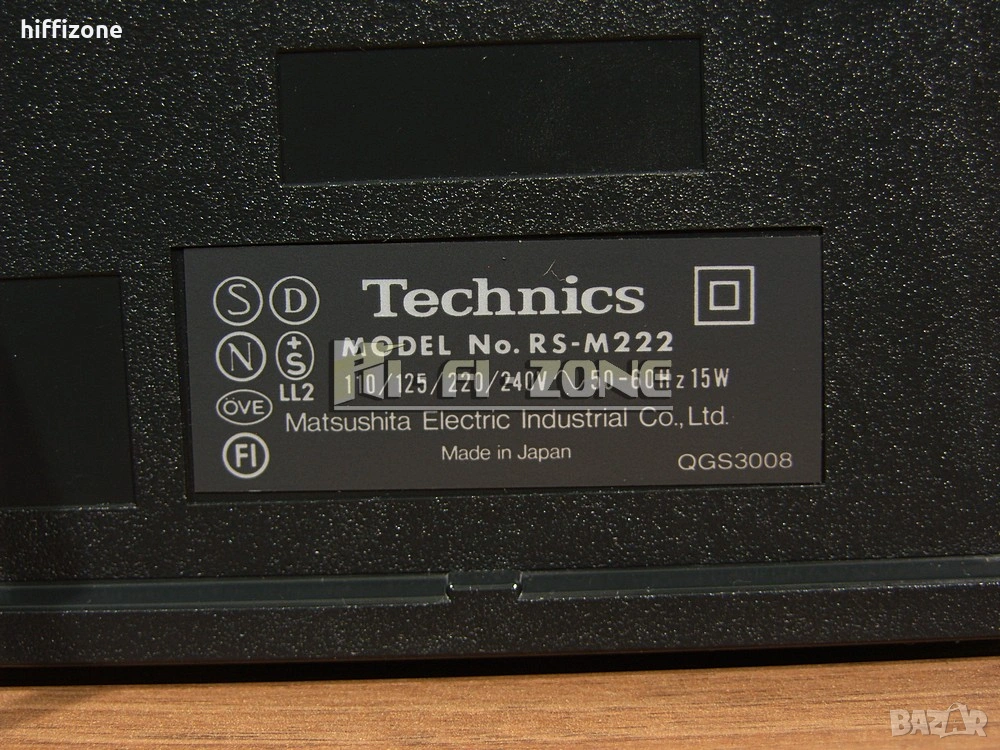 hiffizone
S D Technics
N +S MODEL No. RS-M222
LL2 110/125/220/240V ∿ 50-60Hz 15W
HI-FI-ZONE
ÖVE Matsushita Electric Industrial Co., Ltd.
FI Made in Japan QGS3008
BAZAR